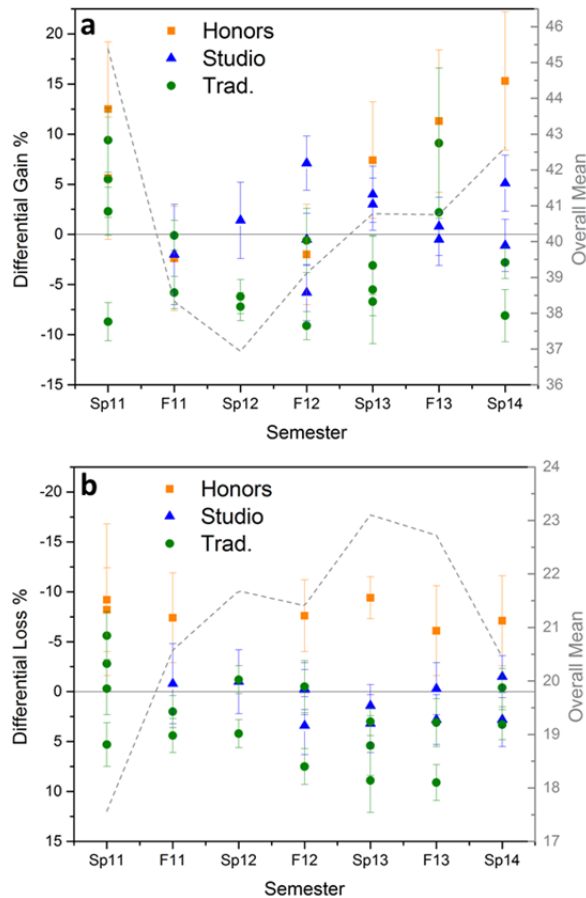 a
Honors
Studio
Trad.
20
15
10
5
0
-5
-10
-15
Differential Gain %
46
45
44
43
42
41
40
39
38
37
36
Overall Mean
Sp11 F11 Sp12 F12 Sp13 F13 Sp14
Semester
b
Honors
Studio
Trad.
-20
-15
-10
-5
0
5
10
15
Differential Loss %
24
23
22
21
20
19
18
17
Overall Mean
Sp11 F11 Sp12 F12 Sp13 F13 Sp14
Semester